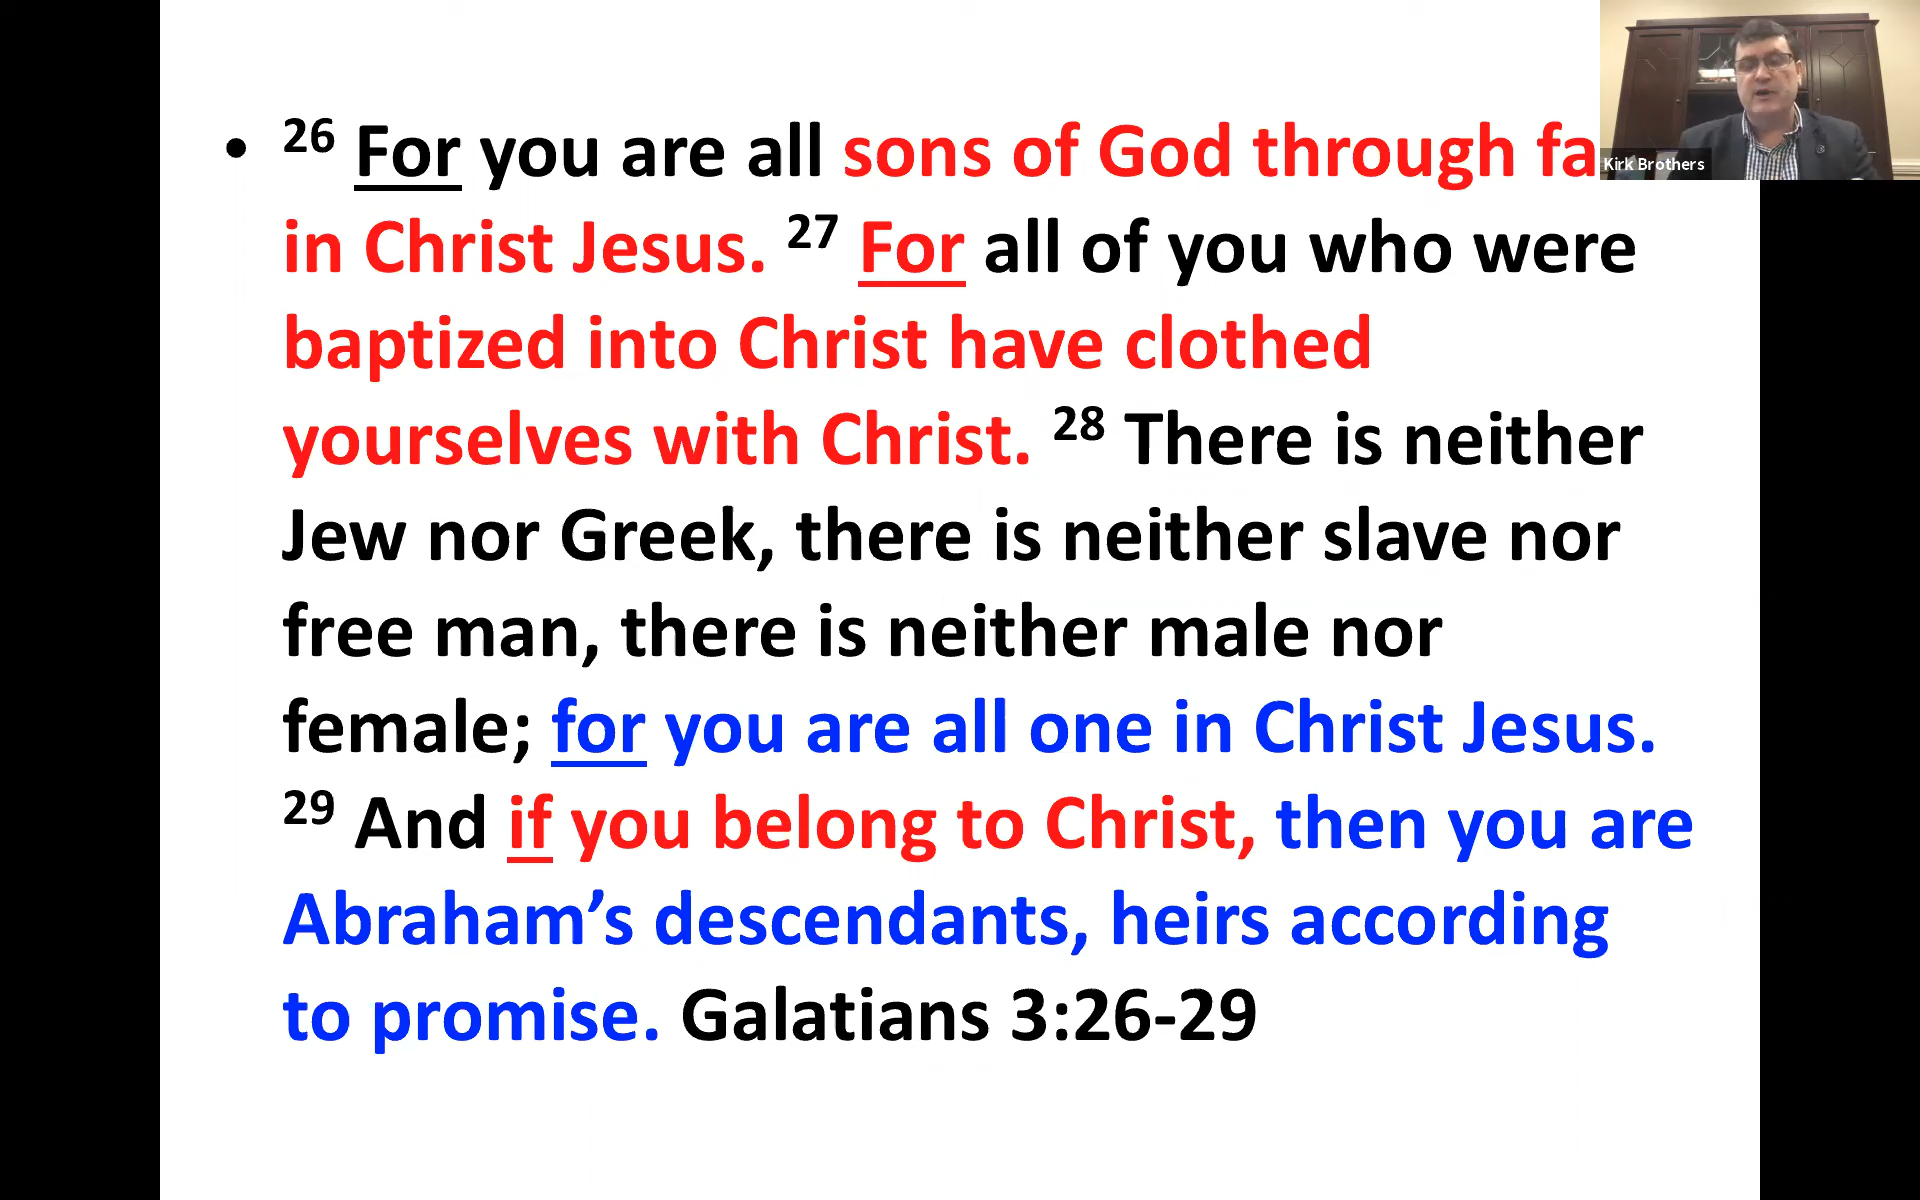 • 26 For you are all sons of God through fa
in Christ Jesus. 27 For all of you who were
baptized into Christ have clothed
yourselves with Christ. 28 There is neither
Jew nor Greek, there is neither slave nor
free man, there is neither male nor
female; for you are all one in Christ Jesus.
29 And if you belong to Christ, then you are
Abraham’s descendants, heirs according
to promise. Galatians 3:26-29
Kirk Brothers